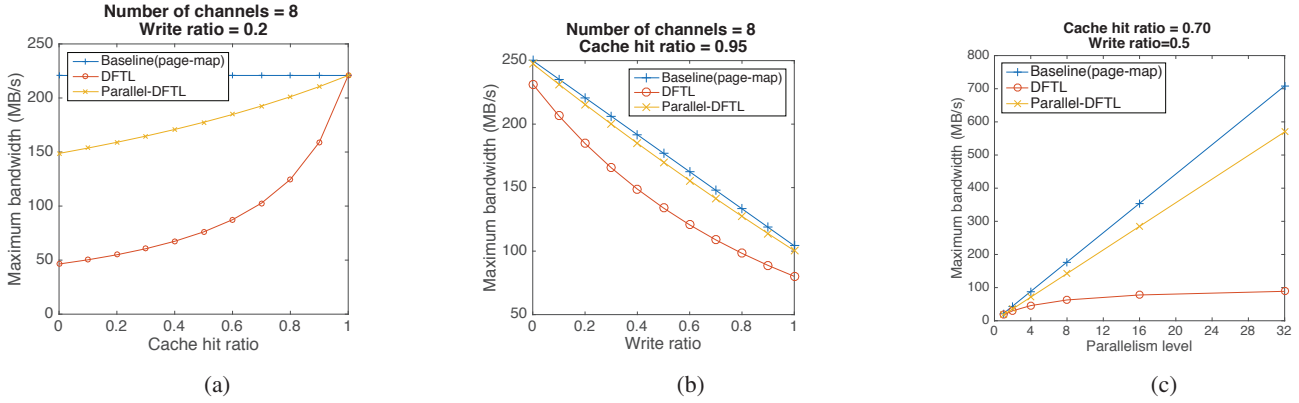 Number of channels = 8
Write ratio = 0.2
250
200
150
100
50
0
Maximum bandwidth (MB/s)
Baseline(page-map)
DFTL
Parallel-DFTL
0 0.2 0.4 0.6 0.8 1
Cache hit ratio
(a)
Number of channels = 8
Cache hit ratio = 0.95
250
200
150
100
50
Maximum bandwidth (MB/s)
Baseline(page-map)
DFTL
Parallel-DFTL
0 0.2 0.4 0.6 0.8 1
Write ratio
(b)
Cache hit ratio = 0.70
Write ratio=0.5
800
700
600
500
400
300
200
100
0
Maximum bandwidth (MB/s)
Baseline(page-map)
DFTL
Parallel-DFTL
0 4 8 12 16 20 24 28 32
Parallelism level
(c)